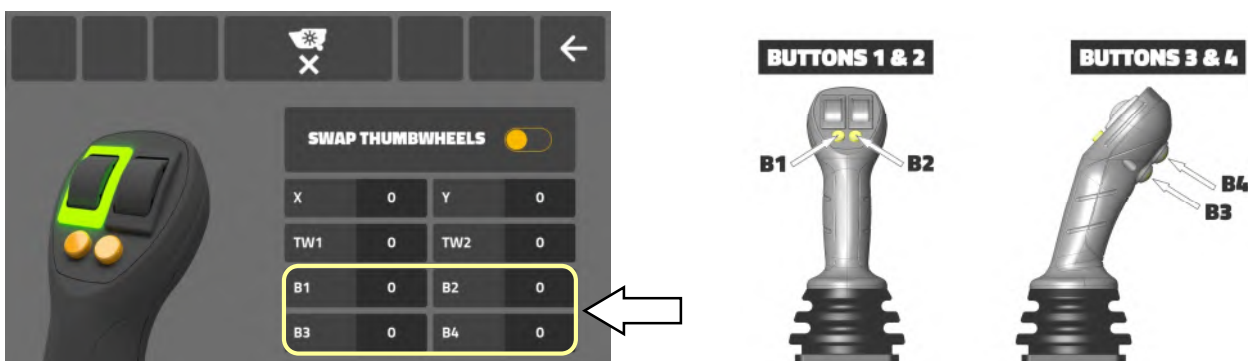 SWAP THUMBWHEELS
X 0 Y 0
TW1 0 TW2 0
B1 0 B2 0
B3 0 B4 0
BUTTONS 1 & 2
B1
B2
BUTTONS 3 & 4
B4
B3